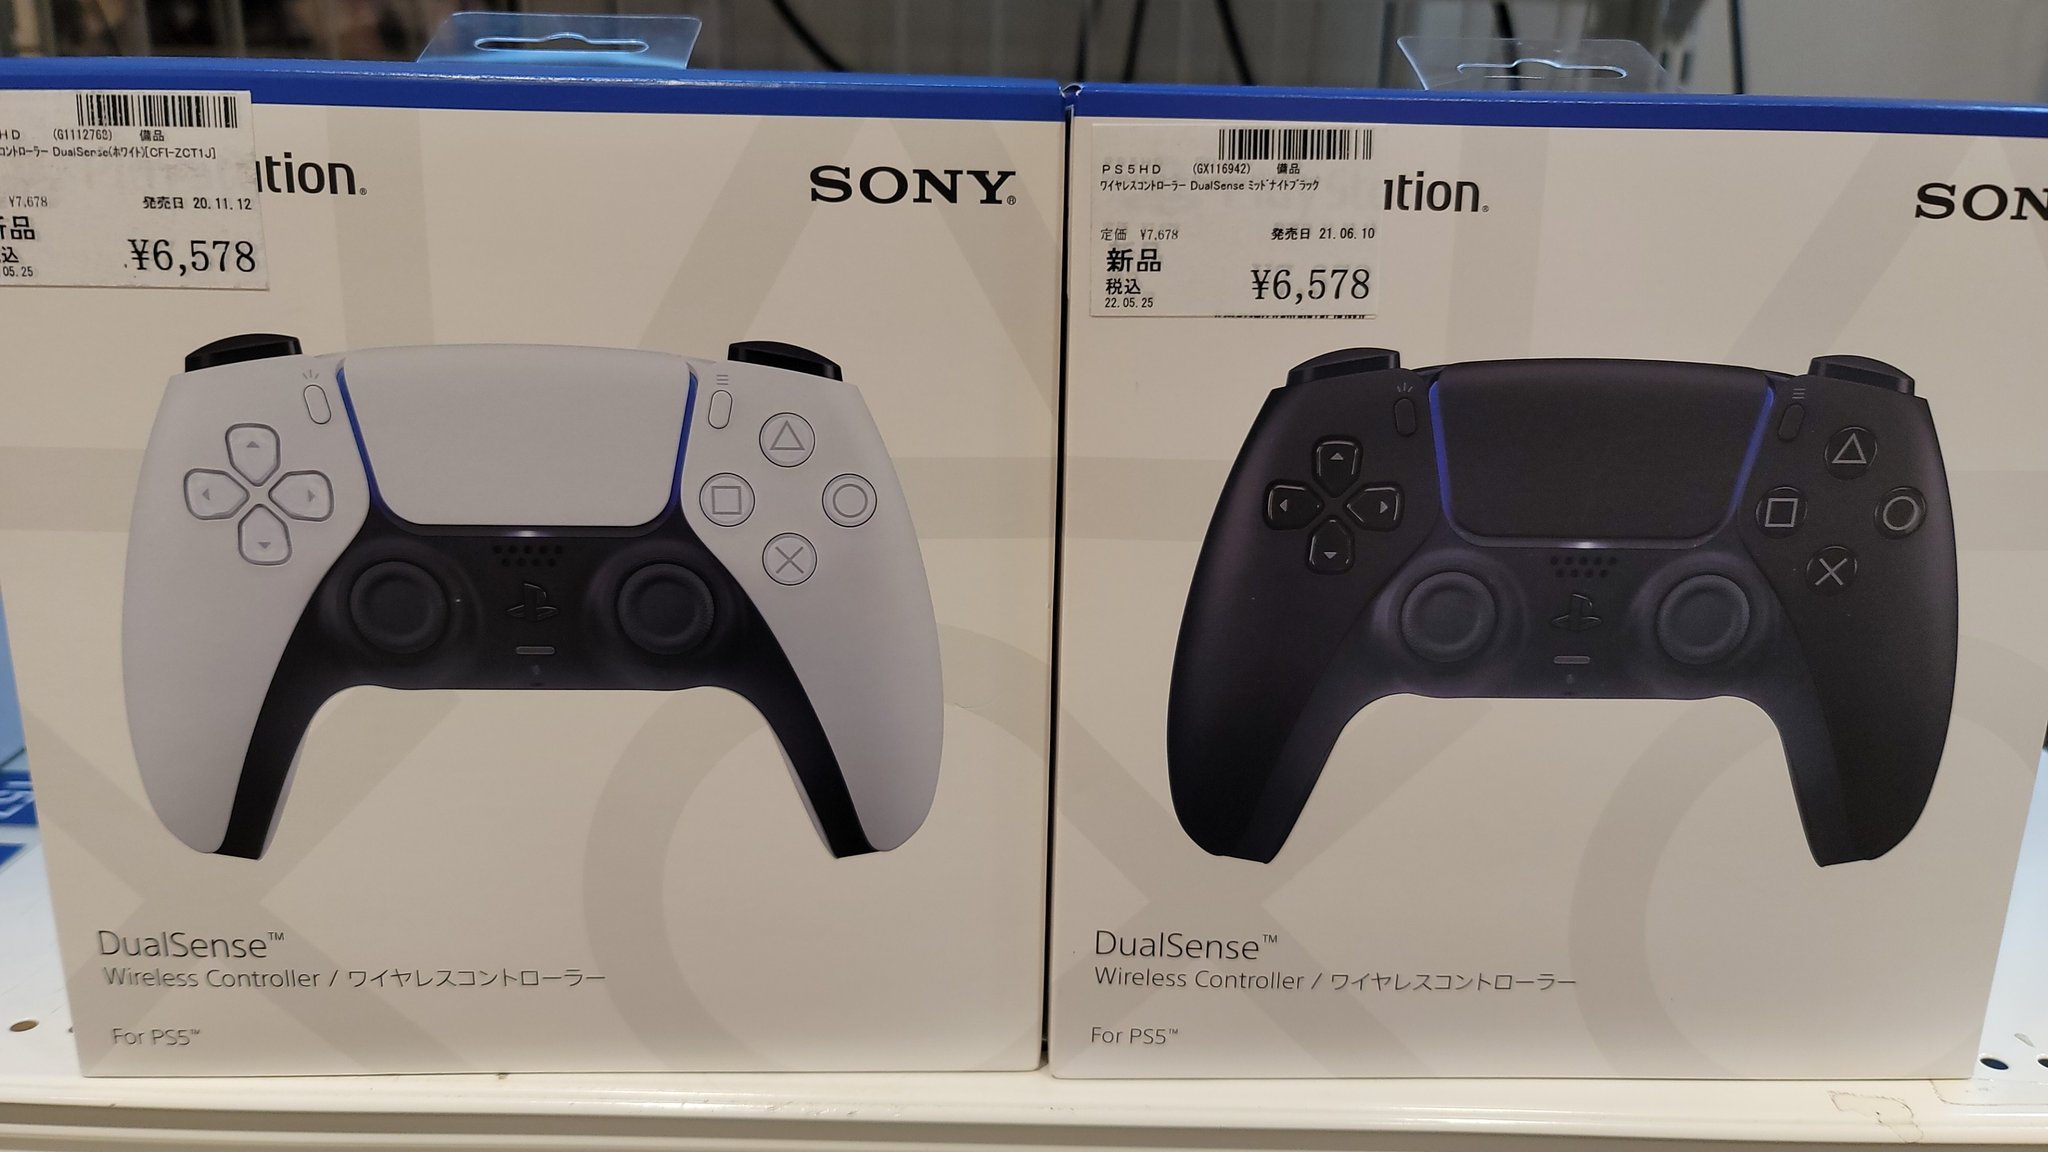 HD (G1112768) 備品
コントローラー DualSense(ホワイト)[CFI-ZCT1J]
¥7,678 発売日 20.11.12
新品
¥6,578
込
05.25
tion®
SONY®
DualSense™
Wireless Controller / ワイヤレスコントローラー
For PS5™
PS5HD (GX116942) 備品
ワイヤレスコントローラー DualSense ミッドナイトブラック
定価 ¥7,678 発売日 21.06.10
新品
¥6,578
税込
22.05.25
tion®
SON
DualSense™
Wireless Controller / ワイヤレスコントローラー
For PS5™